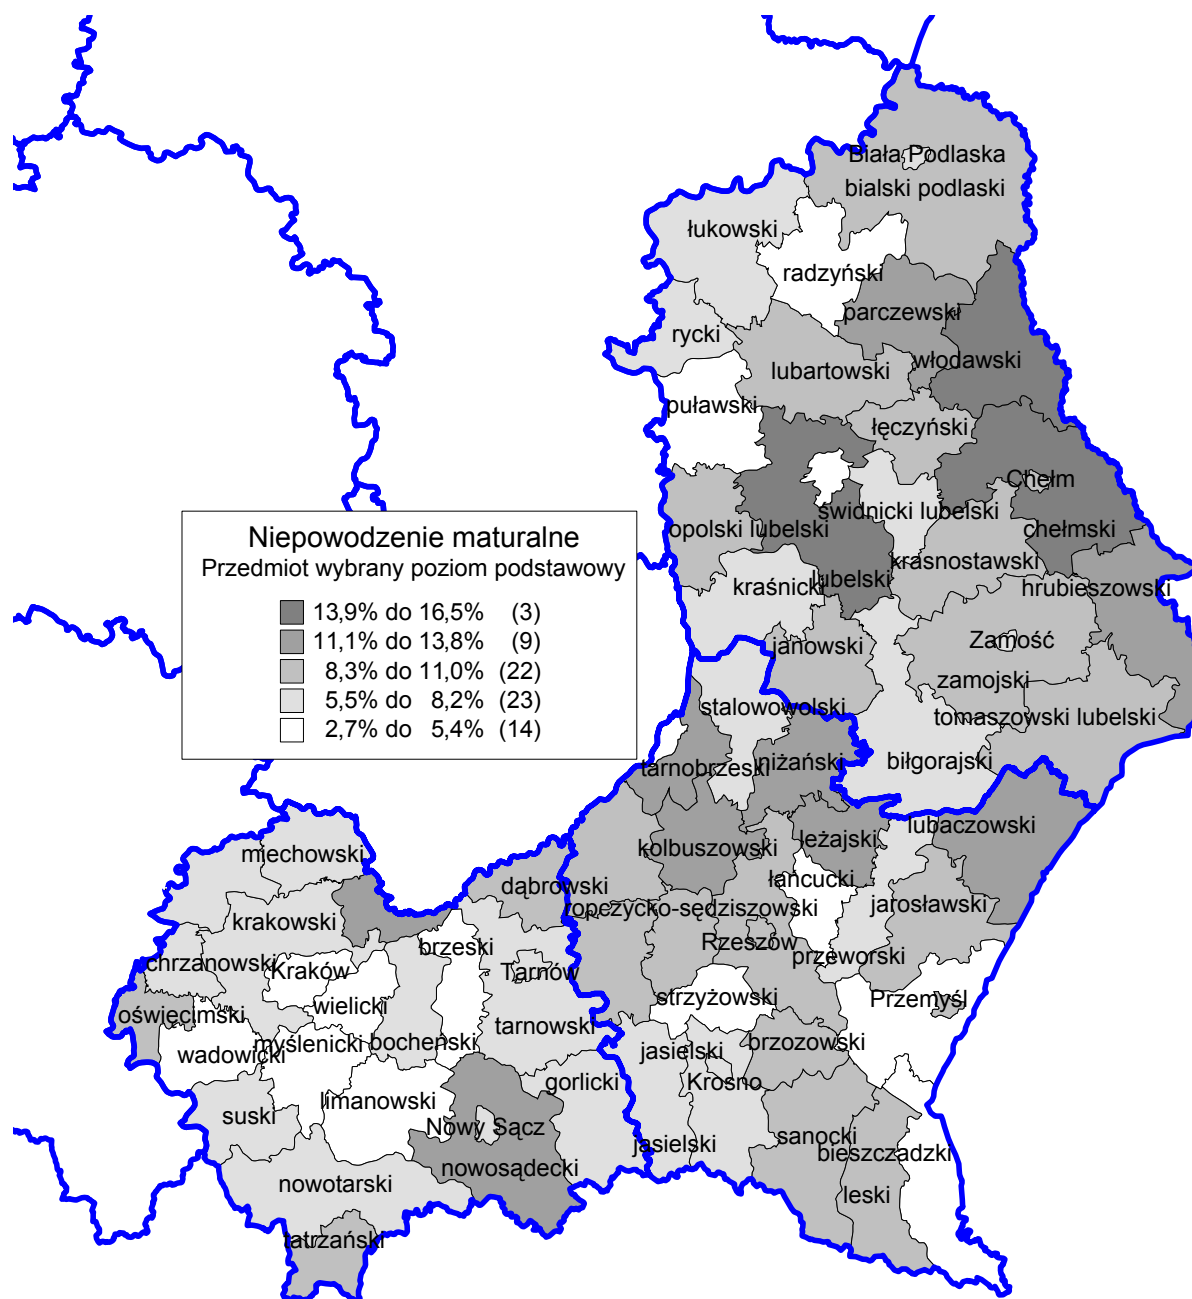 Biała Podlaska
bialski podlaski
łukowski
radzyński
parczewski
rycki
włodawski
lubartowski
puławski
łęczyński
Chełm
świdnicki lubelski
opolski lubelski
chełmski
krasnostawski
lubelski
kraśnicki
hrubieszowski
Zamość
janowski
zamojski
tomaszowski lubelski
stalowowolski
biłgorajski
niżański
tarnobrzeski
Niepowodzenie maturalne
Przedmiot wybrany poziom podstawowy
13,9% do 16,5% (3)
11,1% do 13,8% (9)
8,3% do 11,0% (22)
5,5% do 8,2% (23)
2,7% do 5,4% (14)
lubaczowski
leżajski
kolbuszowski
miechowski
łańcucki
dąbrowski
jarosławski
ropczycko-sędziszowski
krakowski
brzeski
Rzeszów
przeworski
chrzanowski
Kraków
Tarnów
strzyżowski
Przemyśl
wielicki
oświęcimski
tarnowski
myślenicki
bocheński
brzozowski
jasielski
wadowicki
gorlicki
Krosno
limanowski
suski
Nowy Sącz
sanocki
jasielski
bieszczadzki
nowosądecki
nowotarski
leski
tatrzański